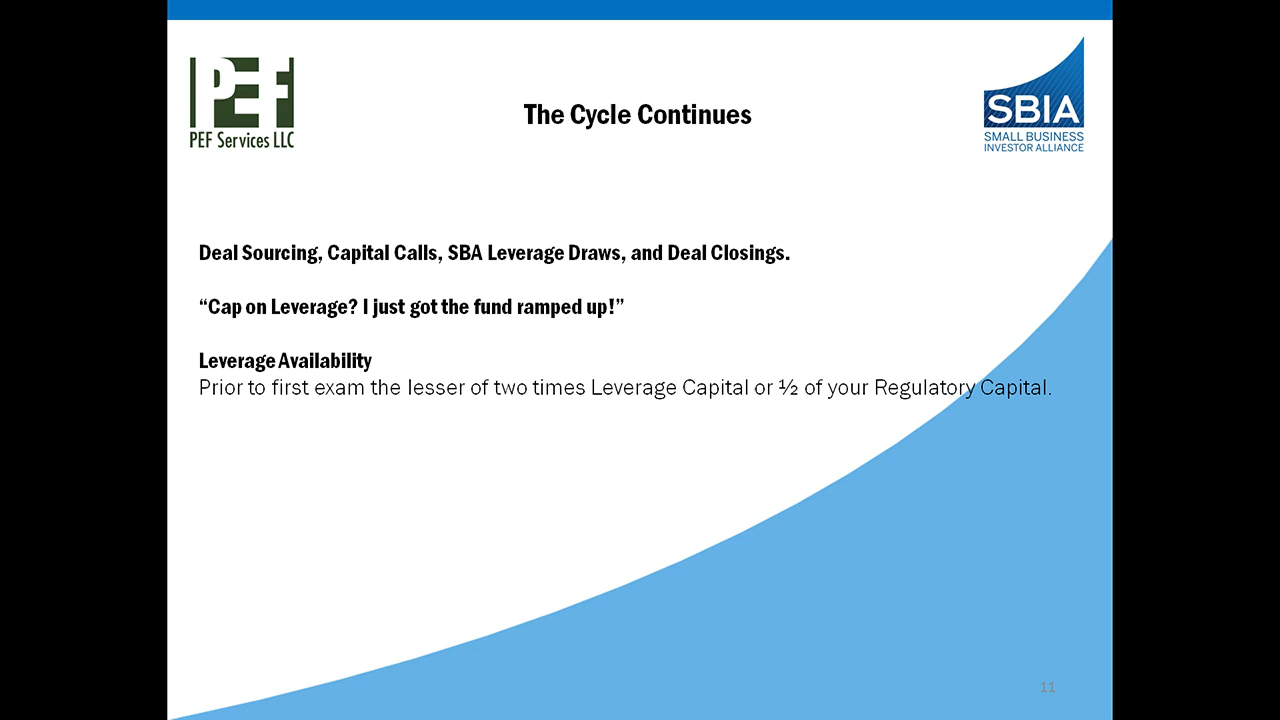 PEF
PEF Services LLC
The Cycle Continues
SBIA
SMALL BUSINESS
INVESTOR ALLIANCE
Deal Sourcing, Capital Calls, SBA Leverage Draws, and Deal Closings.
“Cap on Leverage? I just got the fund ramped up!”
Leverage Availability
Prior to first exam the lesser of two times Leverage Capital or ½ of your Regulatory Capital.
11